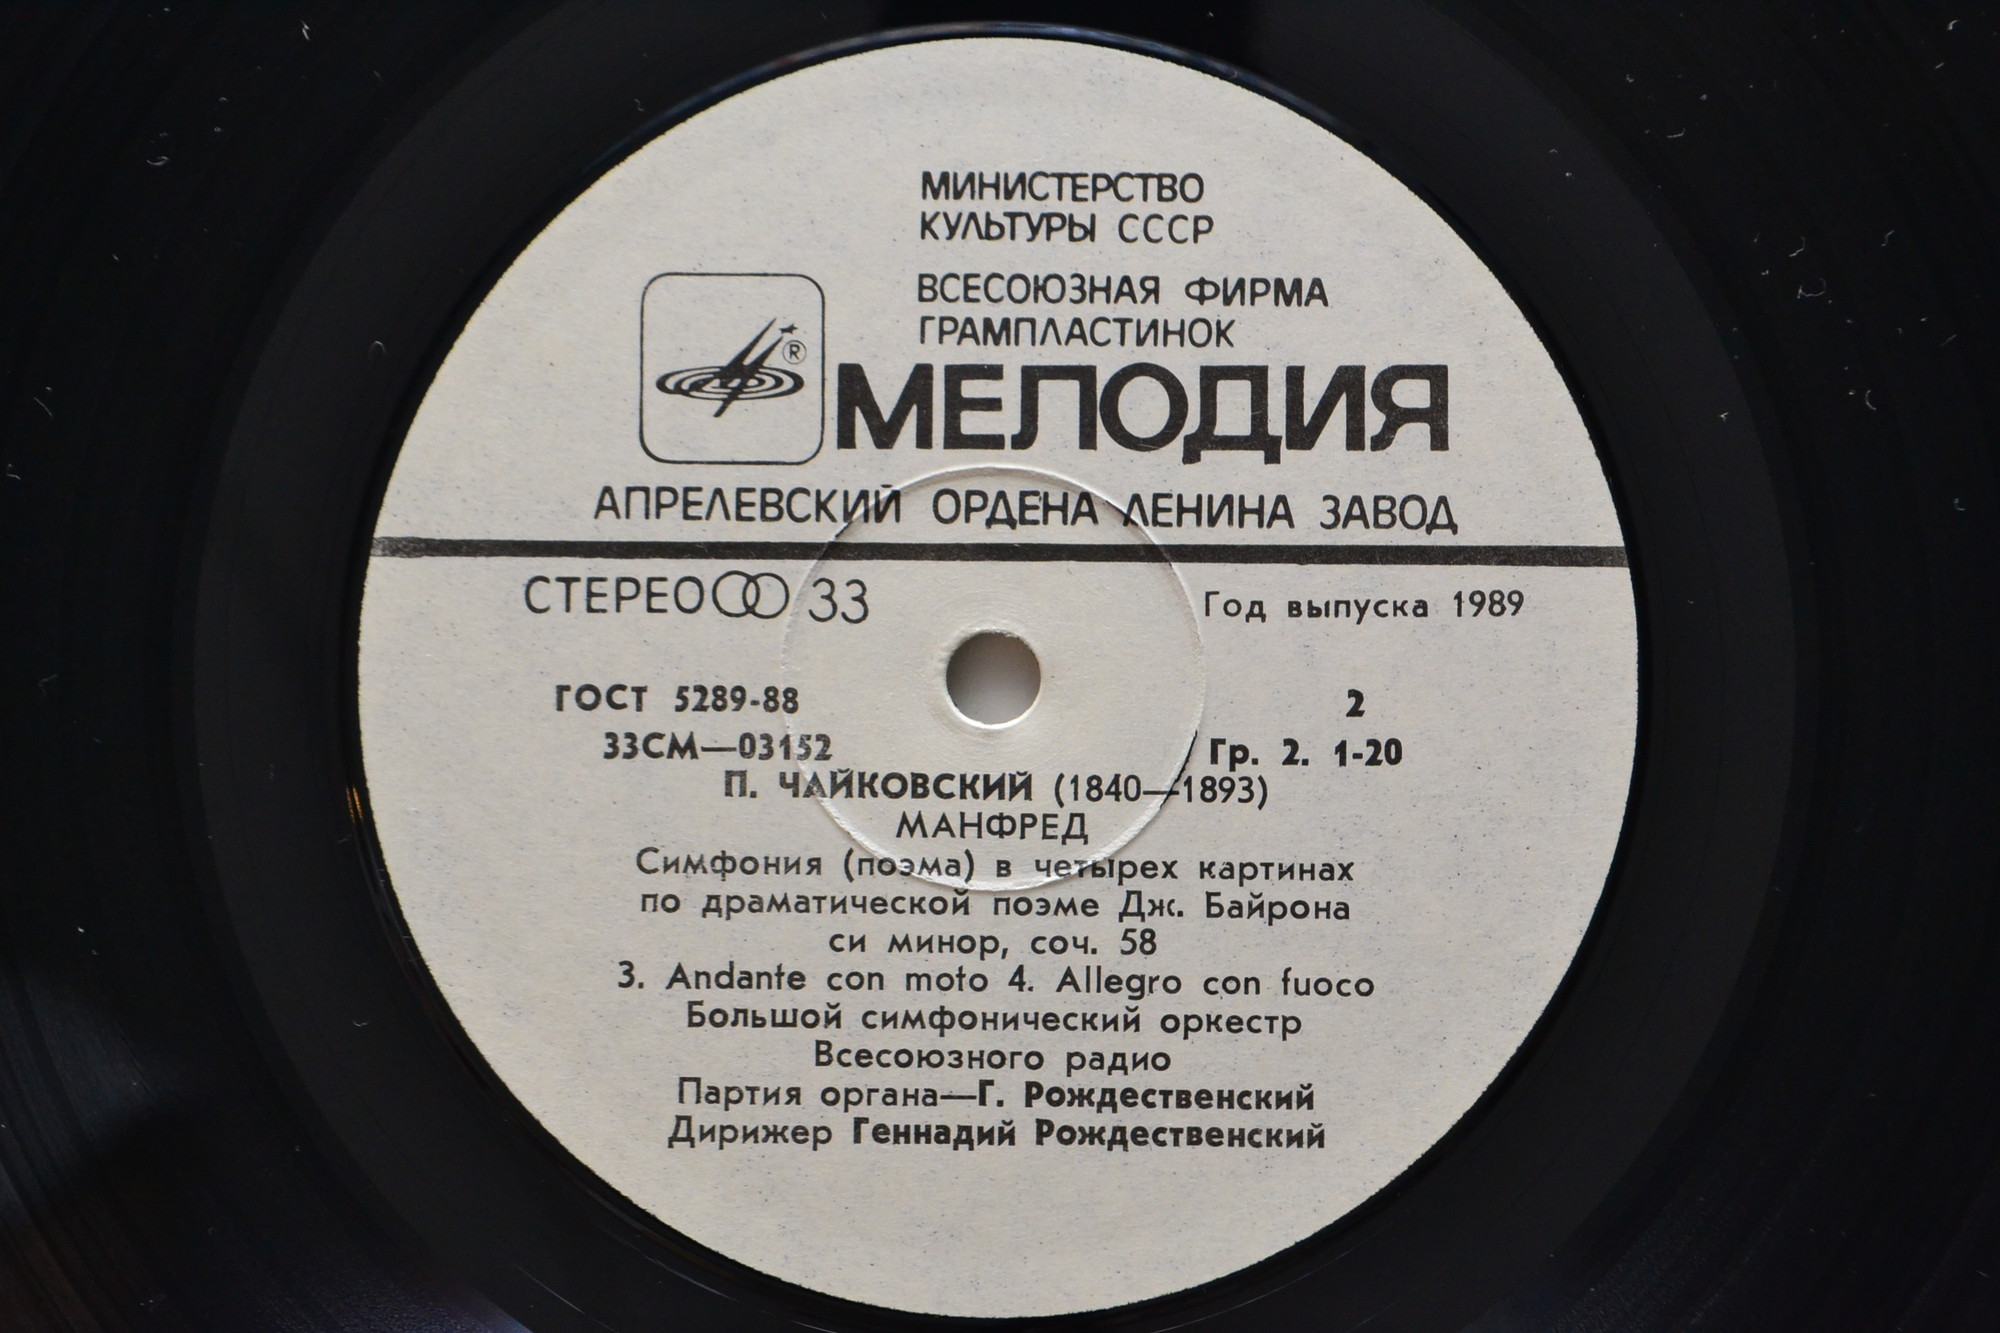 МИНИСТЕРСТВО
КУЛЬТУРЫ СССР
ВСЕСОЮЗНАЯ ФИРМА
ГРАМПЛАСТИНОК
®
МЕЛОДИЯ
АПРЕЛЕВСКИЙ ОРДЕНА ЛЕНИНА ЗАВОД
СТЕРЕО 33
Год выпуска 1989
ГОСТ 5289-88
2
33СМ—03152
Гр. 2. 1-20
П. ЧАЙКОВСКИЙ (1840—1893)
МАНФРЕД
Симфония (поэма) в четырех картинах
по драматической поэме Дж. Байрона
си минор, соч. 58
3. Andante con moto 4. Allegro con fuoco
Большой симфонический оркестр
Всесоюзного радио
Партия органа—Г. Рождественский
Дирижер Геннадий Рождественский